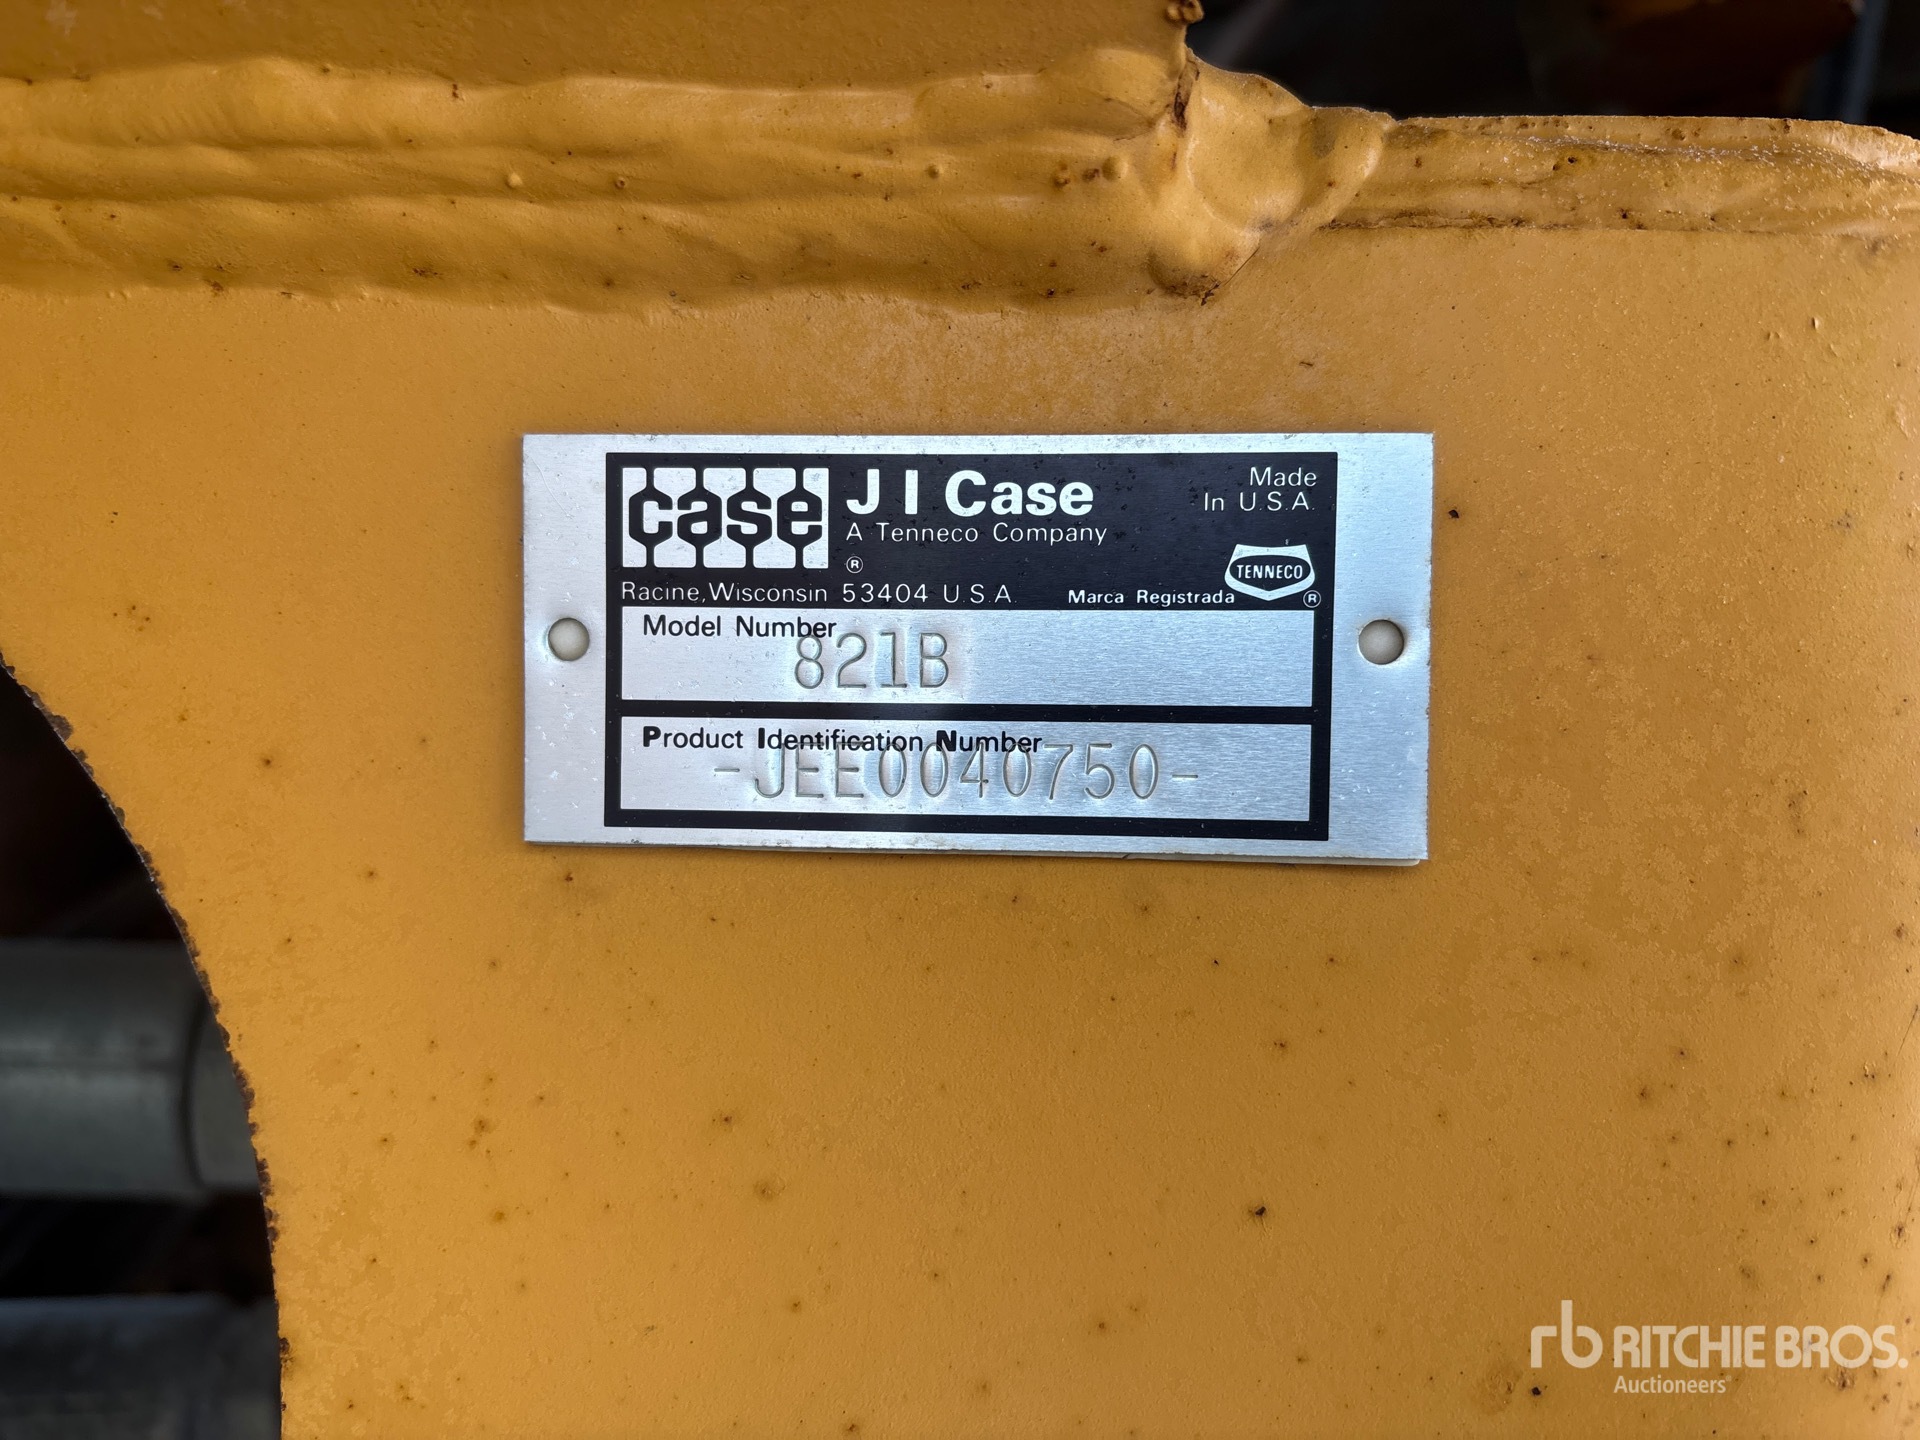 case
®
J I Case
A Tenneco Company
Made
In U.S.A.
Racine, Wisconsin 53404 U.S.A.
Marca Registrada
TENNECO
®
Model Number
821B
Product Identification Number
-JEE0040750-
rb RITCHIE BROS.
Auctioneers